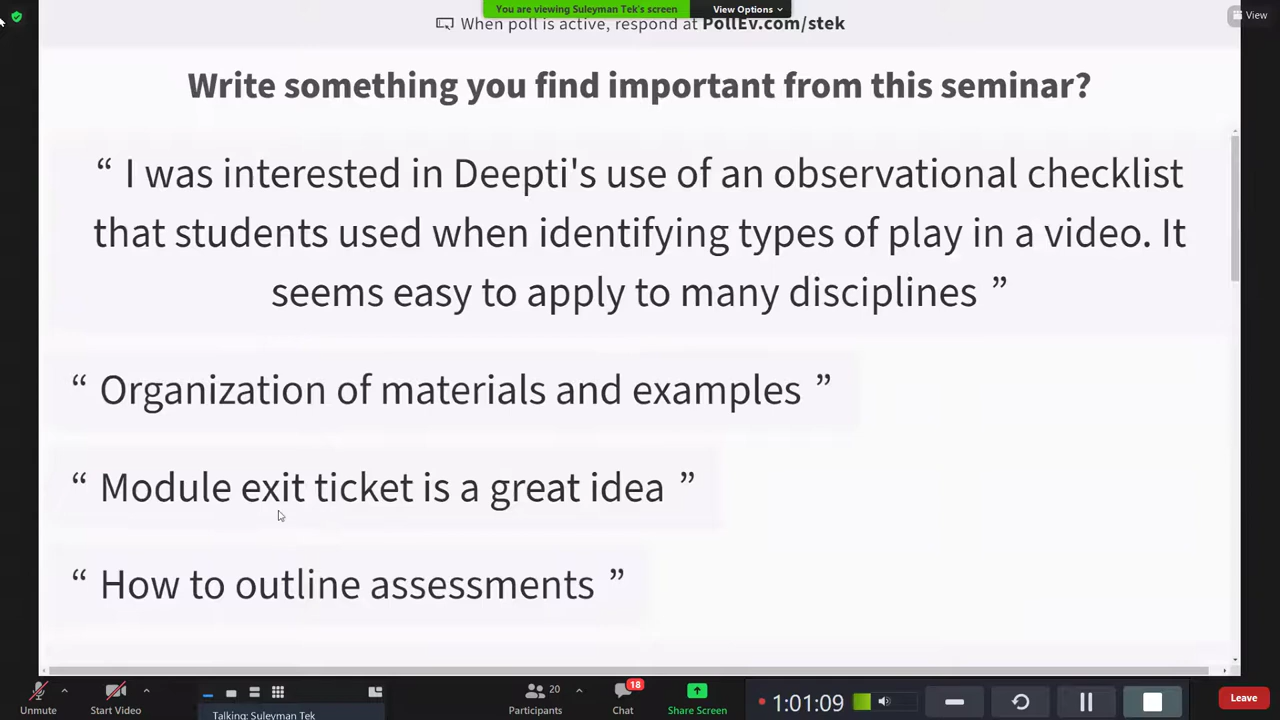 You are viewing Suleyman Tek's screen
View Options
View
When poll is active, respond at PollEv.com/stek
Write something you find important from this seminar?
“ I was interested in Deepti's use of an observational checklist
that students used when identifying types of play in a video. It
seems easy to apply to many disciplines ”
“ Organization of materials and examples ”
“ Module exit ticket is a great idea ”
“ How to outline assessments ”
20
18
1:01:09
Leave
Unmute
Start Video
Participants
Chat
Share Screen
Talking: Suleyman Tek